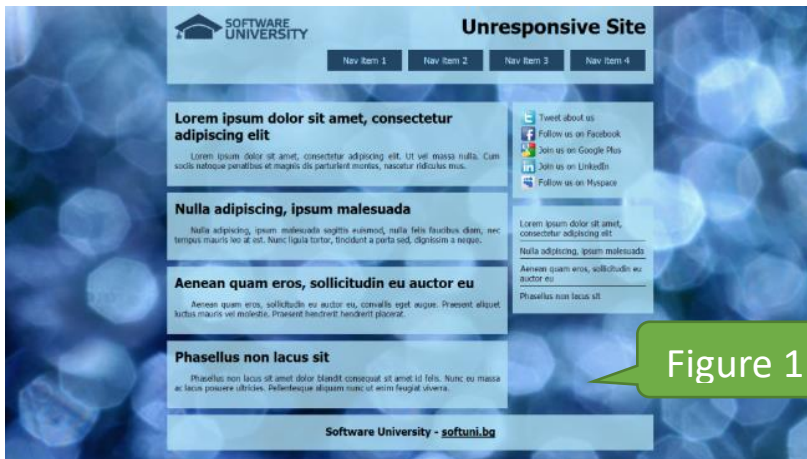 SOFTWARE
UNIVERSITY
Unresponsive Site
Nav Item 1
Nav Item 2
Nav Item 3
Nav Item 4
Lorem ipsum dolor sit amet, consectetur
adipiscing elit
Lorem ipsum dolor sit amet, consectetur adipiscing elit. Ut vel massa nulla. Cum
sociis natoque penatibus et magnis dis parturient montes, nascetur ridiculus mus.
Nulla adipiscing, ipsum malesuada
Nulla adipiscing, ipsum malesuada sagittis euismod, nulla felis faucibus diam, nec
tempus mauris leo at est. Nunc ligula tortor, tincidunt a porta sed, dignissim a neque.
Aenean quam eros, sollicitudin eu auctor eu
Aenean quam eros, sollicitudin eu auctor eu, convallis eget augue. Praesent aliquet
luctus mauris vel molestie. Praesent hendrerit hendrerit placerat.
Phasellus non lacus sit
Phasellus non lacus sit amet dolor blandit consequat sit amet id felis. Nunc eu massa
ac lacus posuere ultricies. Pellentesque aliquam nunc ut enim feugiat viverra.
Tweet about us
Follow us on Facebook
Join us on Google Plus
Join us on LinkedIn
Follow us on Myspace
Lorem ipsum dolor sit amet,
consectetur adipiscing elit
Nulla adipiscing, ipsum malesuada
Aenean quam eros, sollicitudin eu
auctor eu
Phasellus non lacus sit
Figure 1
Software University - softuni.bg